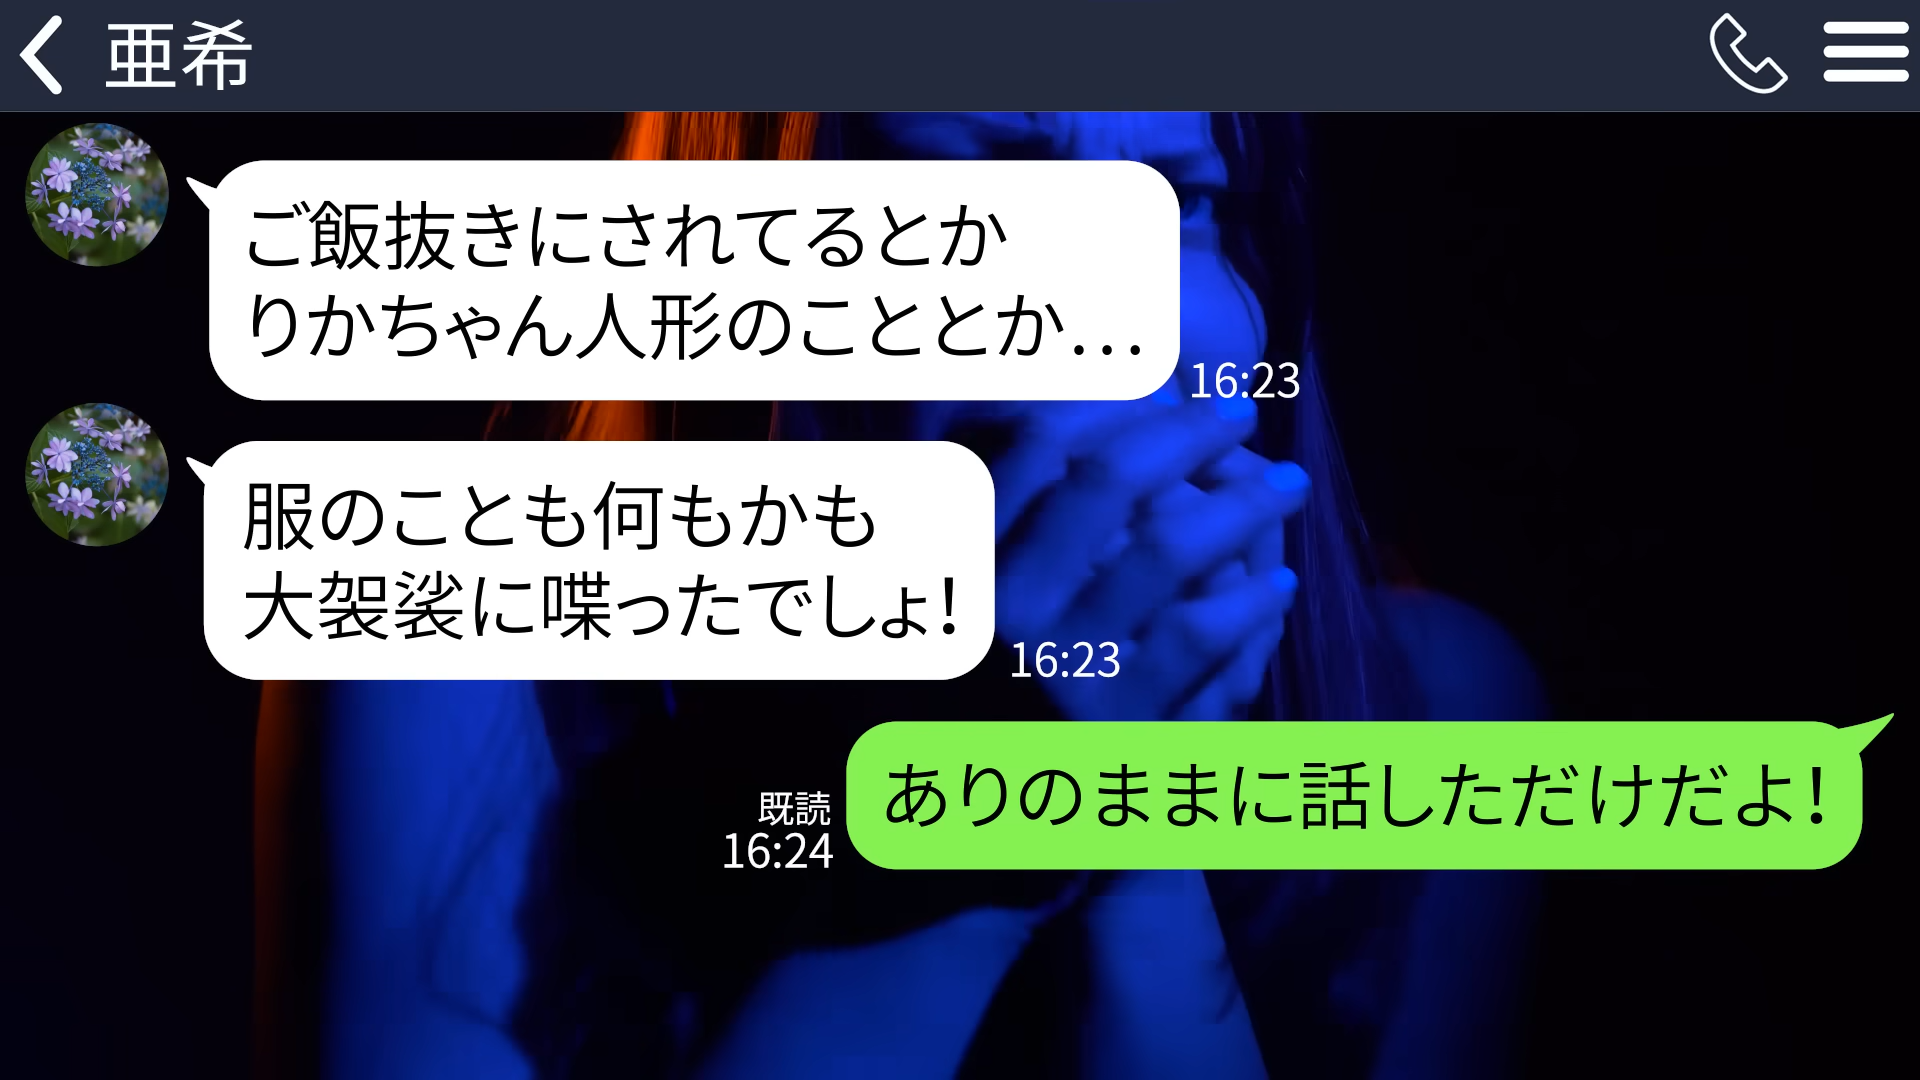 亜希
ご飯抜きにされてるとか
りかちゃん人形のこととか…
16:23
服のことも何もかも
大袈裟に喋ったでしょ！
16:23
ありのままに話しただけだよ！
既読
16:24